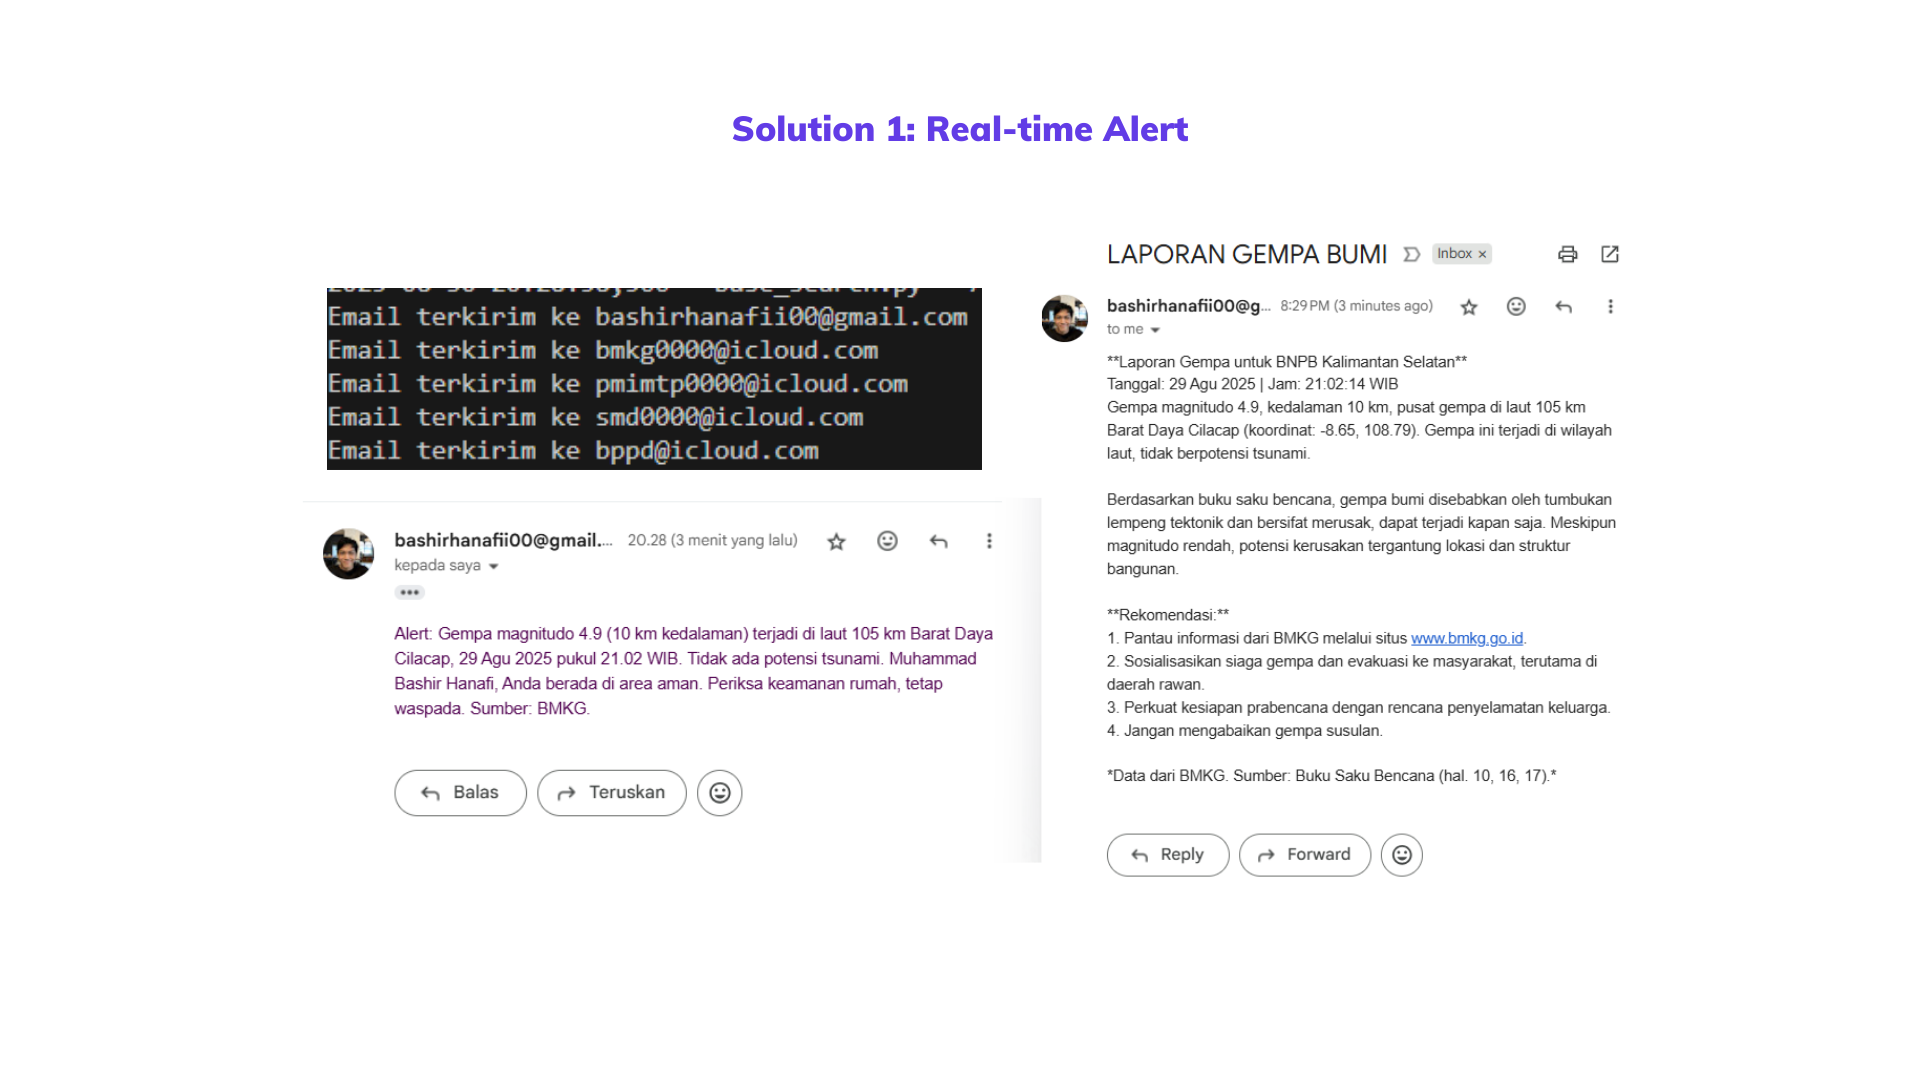 Solution 1: Real-time Alert
Email terkirim ke bashirhanafii00@gmail.com
Email terkirim ke bmkg0000@icloud.com
Email terkirim ke pmimtp0000@icloud.com
Email terkirim ke smd0000@icloud.com
Email terkirim ke bppd@icloud.com
bashirhanafii00@gmail.... 20.28 (3 menit yang lalu)
kepada saya
Alert: Gempa magnitudo 4.9 (10 km kedalaman) terjadi di laut 105 km Barat Daya
Cilacap, 29 Agu 2025 pukul 21.02 WIB. Tidak ada potensi tsunami. Muhammad
Bashir Hanafi, Anda berada di area aman. Periksa keamanan rumah, tetap
waspada. Sumber: BMKG.
Balas Teruskan
LAPORAN GEMPA BUMI Inbox ×
bashirhanafii00@g... 8:29 PM (3 minutes ago)
to me
**Laporan Gempa untuk BNPB Kalimantan Selatan**
Tanggal: 29 Agu 2025 | Jam: 21:02:14 WIB
Gempa magnitudo 4.9, kedalaman 10 km, pusat gempa di laut 105 km
Barat Daya Cilacap (koordinat: -8.65, 108.79). Gempa ini terjadi di wilayah
laut, tidak berpotensi tsunami.
Berdasarkan buku saku bencana, gempa bumi disebabkan oleh tumbukan
lempeng tektonik dan bersifat merusak, dapat terjadi kapan saja. Meskipun
magnitudo rendah, potensi kerusakan tergantung lokasi dan struktur
bangunan.
**Rekomendasi:**
1. Pantau informasi dari BMKG melalui situs www.bmkg.go.id.
2. Sosialisasikan siaga gempa dan evakuasi ke masyarakat, terutama di
daerah rawan.
3. Perkuat kesiapan prabencana dengan rencana penyelamatan keluarga.
4. Jangan mengabaikan gempa susulan.
*Data dari BMKG. Sumber: Buku Saku Bencana (hal. 10, 16, 17).*
Reply Forward